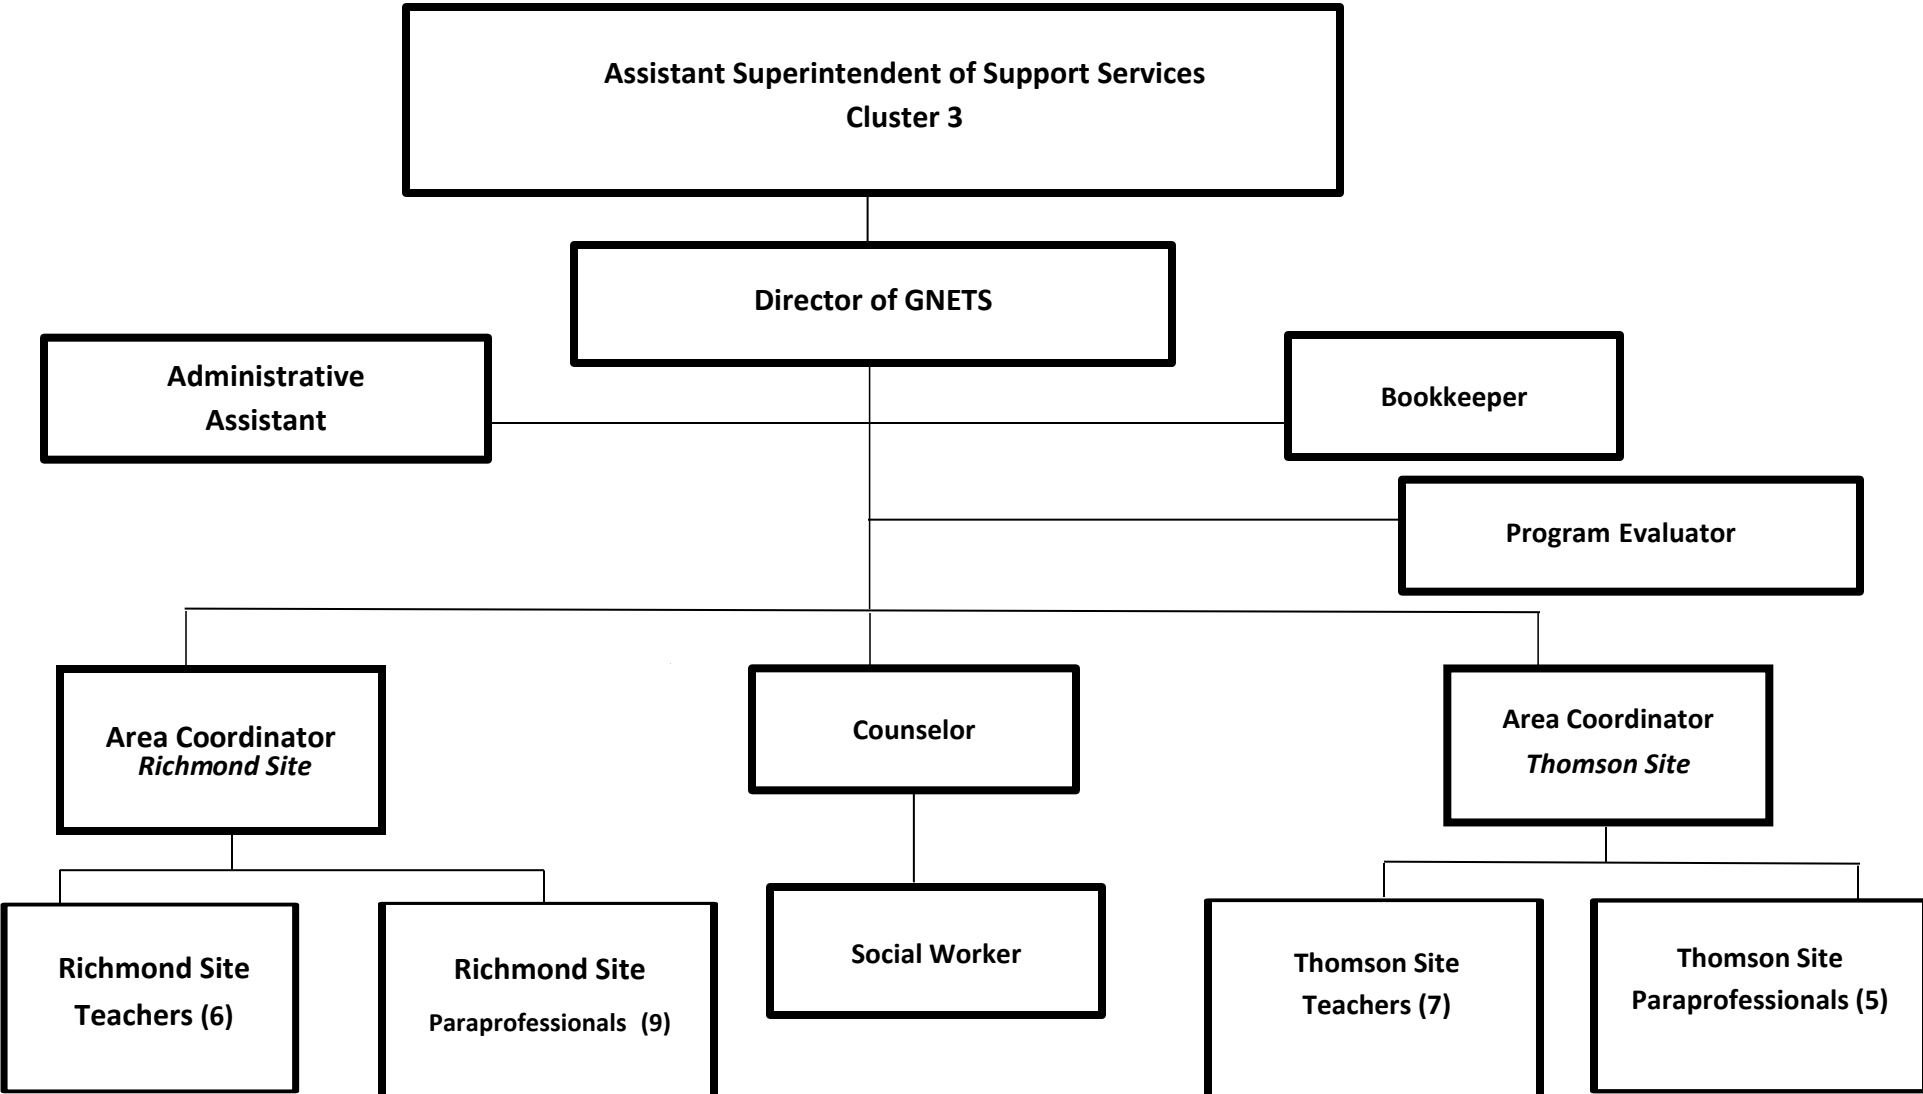 Assistant Superintendent of Support Services
Cluster 3
Director of GNETS
Administrative
Assistant
Bookkeeper
Program Evaluator
Area Coordinator
Richmond Site
Counselor
Area Coordinator
Thomson Site
Richmond Site
Teachers (6)
Richmond Site
Paraprofessionals (9)
Social Worker
Thomson Site
Teachers (7)
Thomson Site
Paraprofessionals (5)